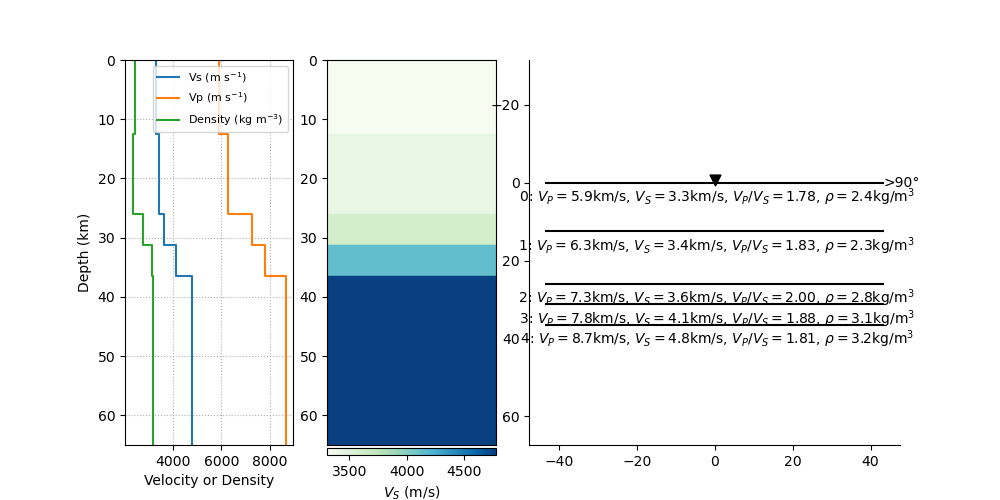 0
10
20
30
40
50
60
Depth (km)
Vs (m s⁻¹)
Vp (m s⁻¹)
Density (kg m⁻³)
4000 6000 8000
Velocity or Density
0
10
20
30
40
50
60
3500 4000 4500
V_S (m/s)
−20
0
20
40
60
>90°
0: V_P = 5.9km/s, V_S = 3.3km/s, V_P/V_S = 1.78, ρ = 2.4kg/m³
1: V_P = 6.3km/s, V_S = 3.4km/s, V_P/V_S = 1.83, ρ = 2.3kg/m³
2: V_P = 7.3km/s, V_S = 3.6km/s, V_P/V_S = 2.00, ρ = 2.8kg/m³
3: V_P = 7.8km/s, V_S = 4.1km/s, V_P/V_S = 1.88, ρ = 3.1kg/m³
4: V_P = 8.7km/s, V_S = 4.8km/s, V_P/V_S = 1.81, ρ = 3.2kg/m³
−40 −20 0 20 40